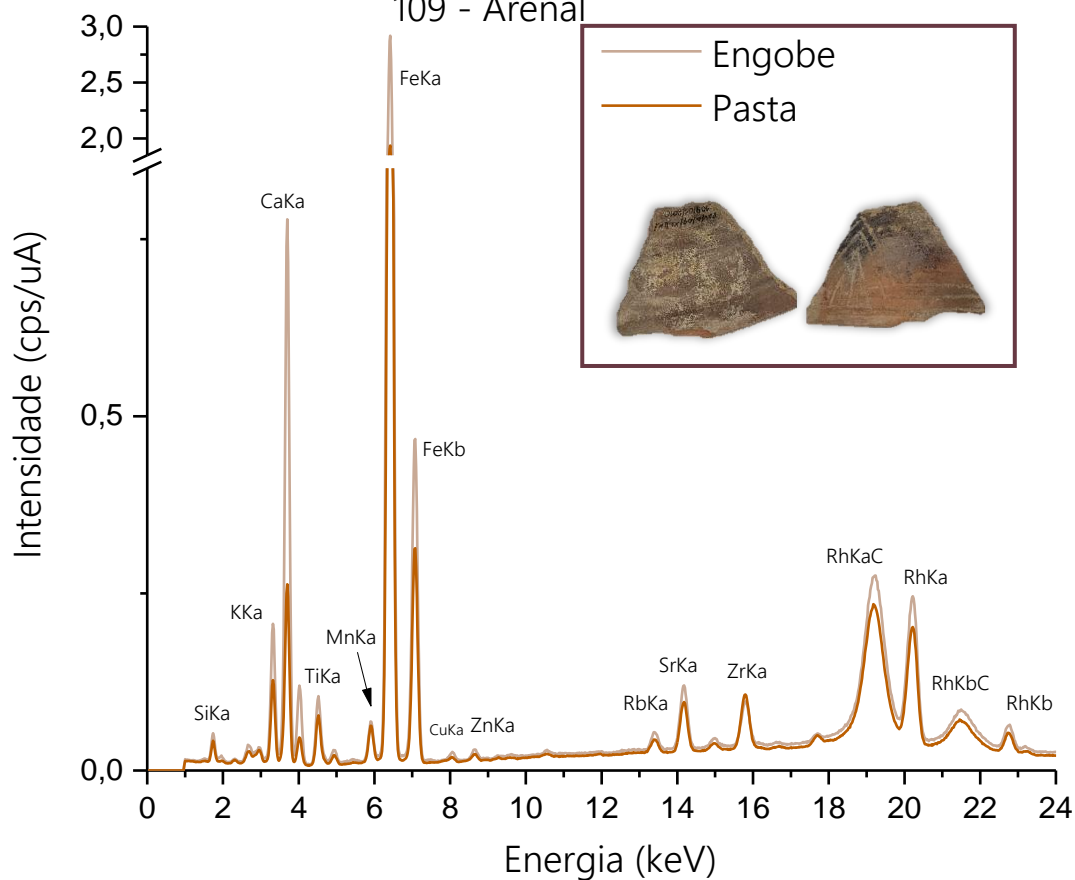 109 - Arenal
Engobe
Pasta
Intensidade (cps/uA)
3,0
2,5
2,0
0,5
0,0
FeKa
CaKa
FeKb
KKa
MnKa
TiKa
SiKa
CuKa
ZnKa
RbKa
SrKa
ZrKa
RhKaC
RhKa
RhKbC
RhKb
0 2 4 6 8 10 12 14 16 18 20 22 24
Energia (keV)